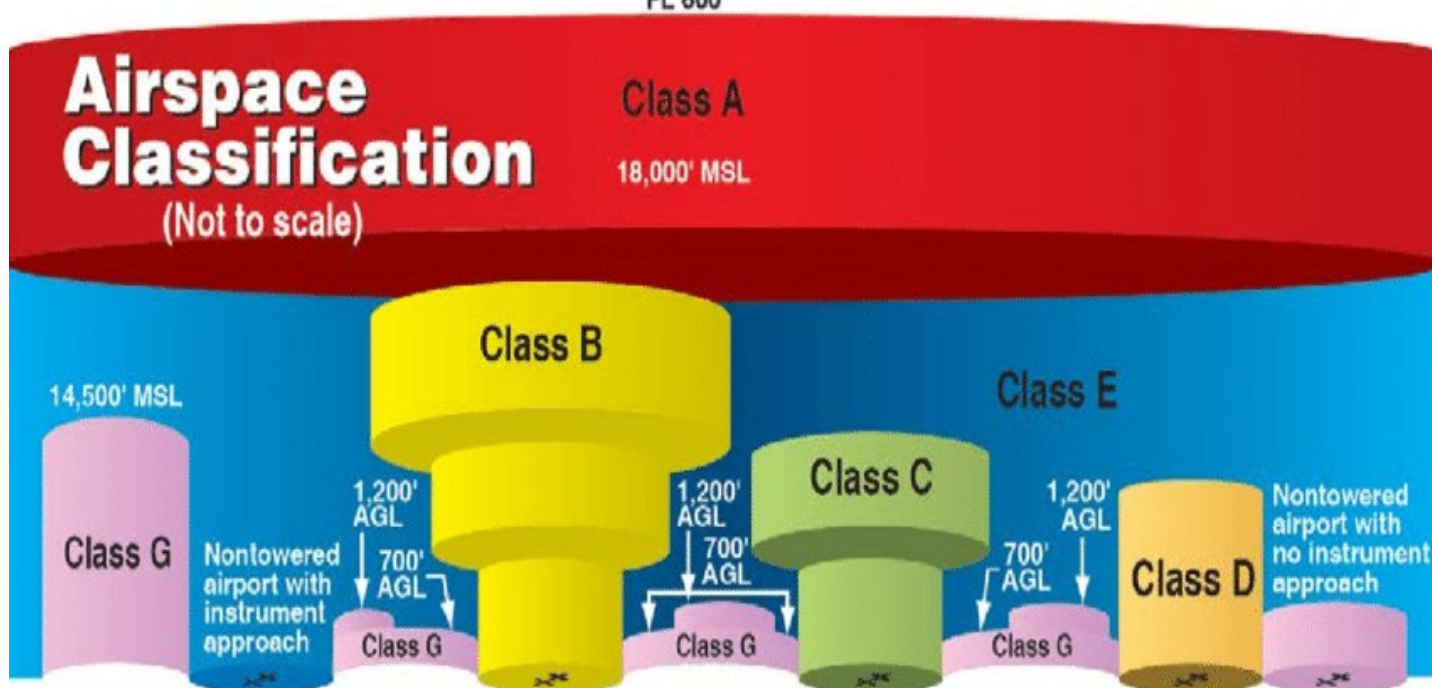 FL 600
Airspace
Classification
(Not to scale)
Class A
18,000' MSL
Class B
Class E
14,500' MSL
Class C
Class G
Nontowered
airport with
instrument
approach
1,200'
AGL
700'
AGL
Class G
1,200'
AGL
700'
AGL
Class G
1,200'
AGL
700'
AGL
Class G
Class D
Nontowered
airport with
no instrument
approach